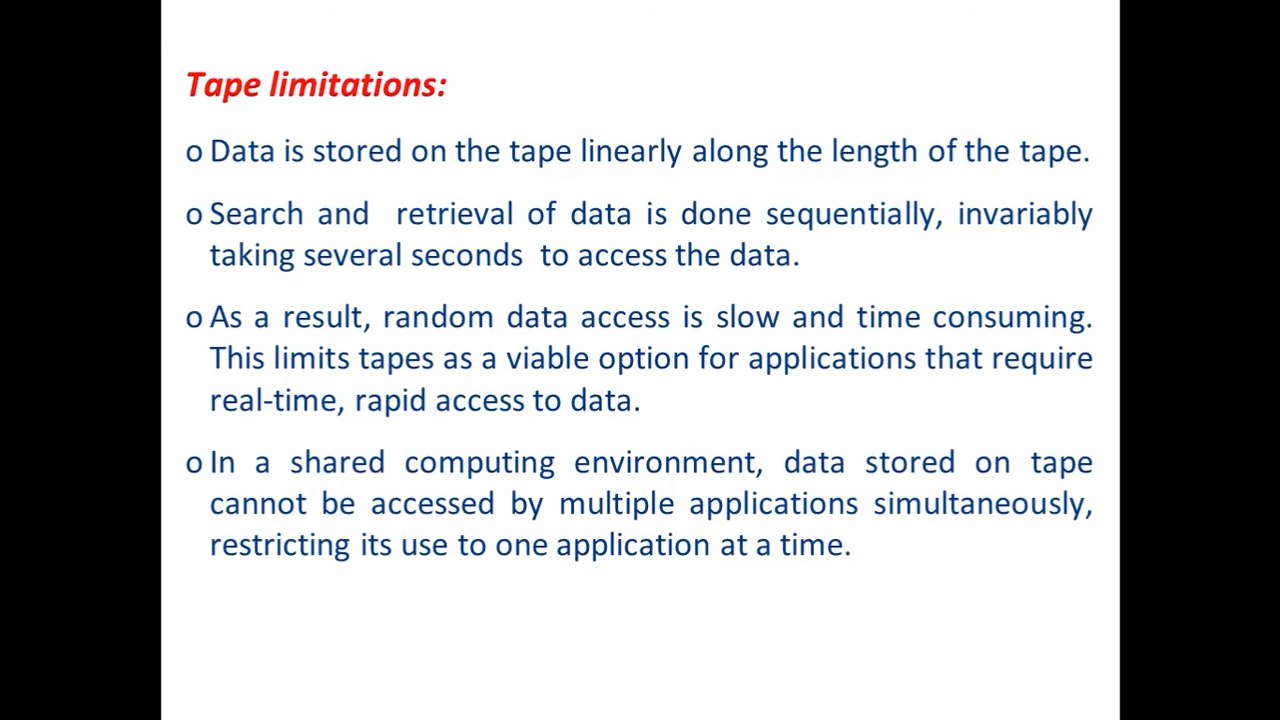 Tape limitations:
o Data is stored on the tape linearly along the length of the tape.
o Search and retrieval of data is done sequentially, invariably
taking several seconds to access the data.
o As a result, random data access is slow and time consuming.
This limits tapes as a viable option for applications that require
real-time, rapid access to data.
o In a shared computing environment, data stored on tape
cannot be accessed by multiple applications simultaneously,
restricting its use to one application at a time.